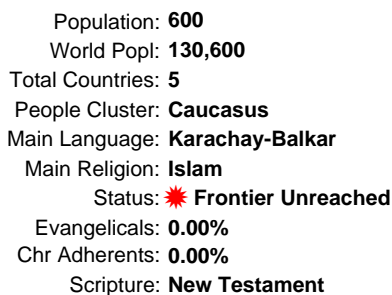 Population: 600
World Popl: 130,600
Total Countries: 5
People Cluster: Caucasus
Main Language: Karachay-Balkar
Main Religion: Islam
Status: Frontier Unreached
Evangelicals: 0.00%
Chr Adherents: 0.00%
Scripture: New Testament